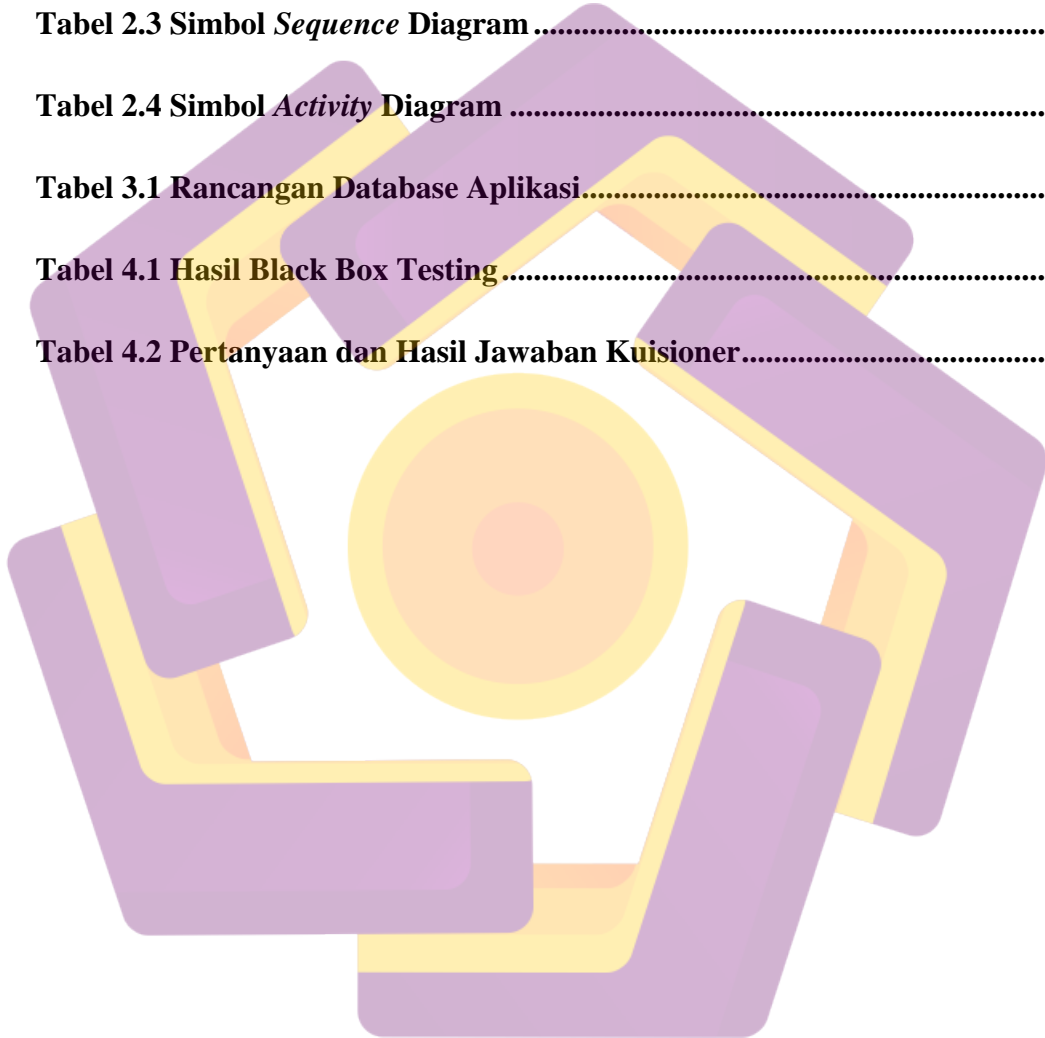 Tabel 2.3 Simbol Sequence Diagram ................................................................
Tabel 2.4 Simbol Activity Diagram ...................................................................
Tabel 3.1 Rancangan Database Aplikasi..........................................................
Tabel 4.1 Hasil Black Box Testing ....................................................................
Tabel 4.2 Pertanyaan dan Hasil Jawaban Kuisioner......................................